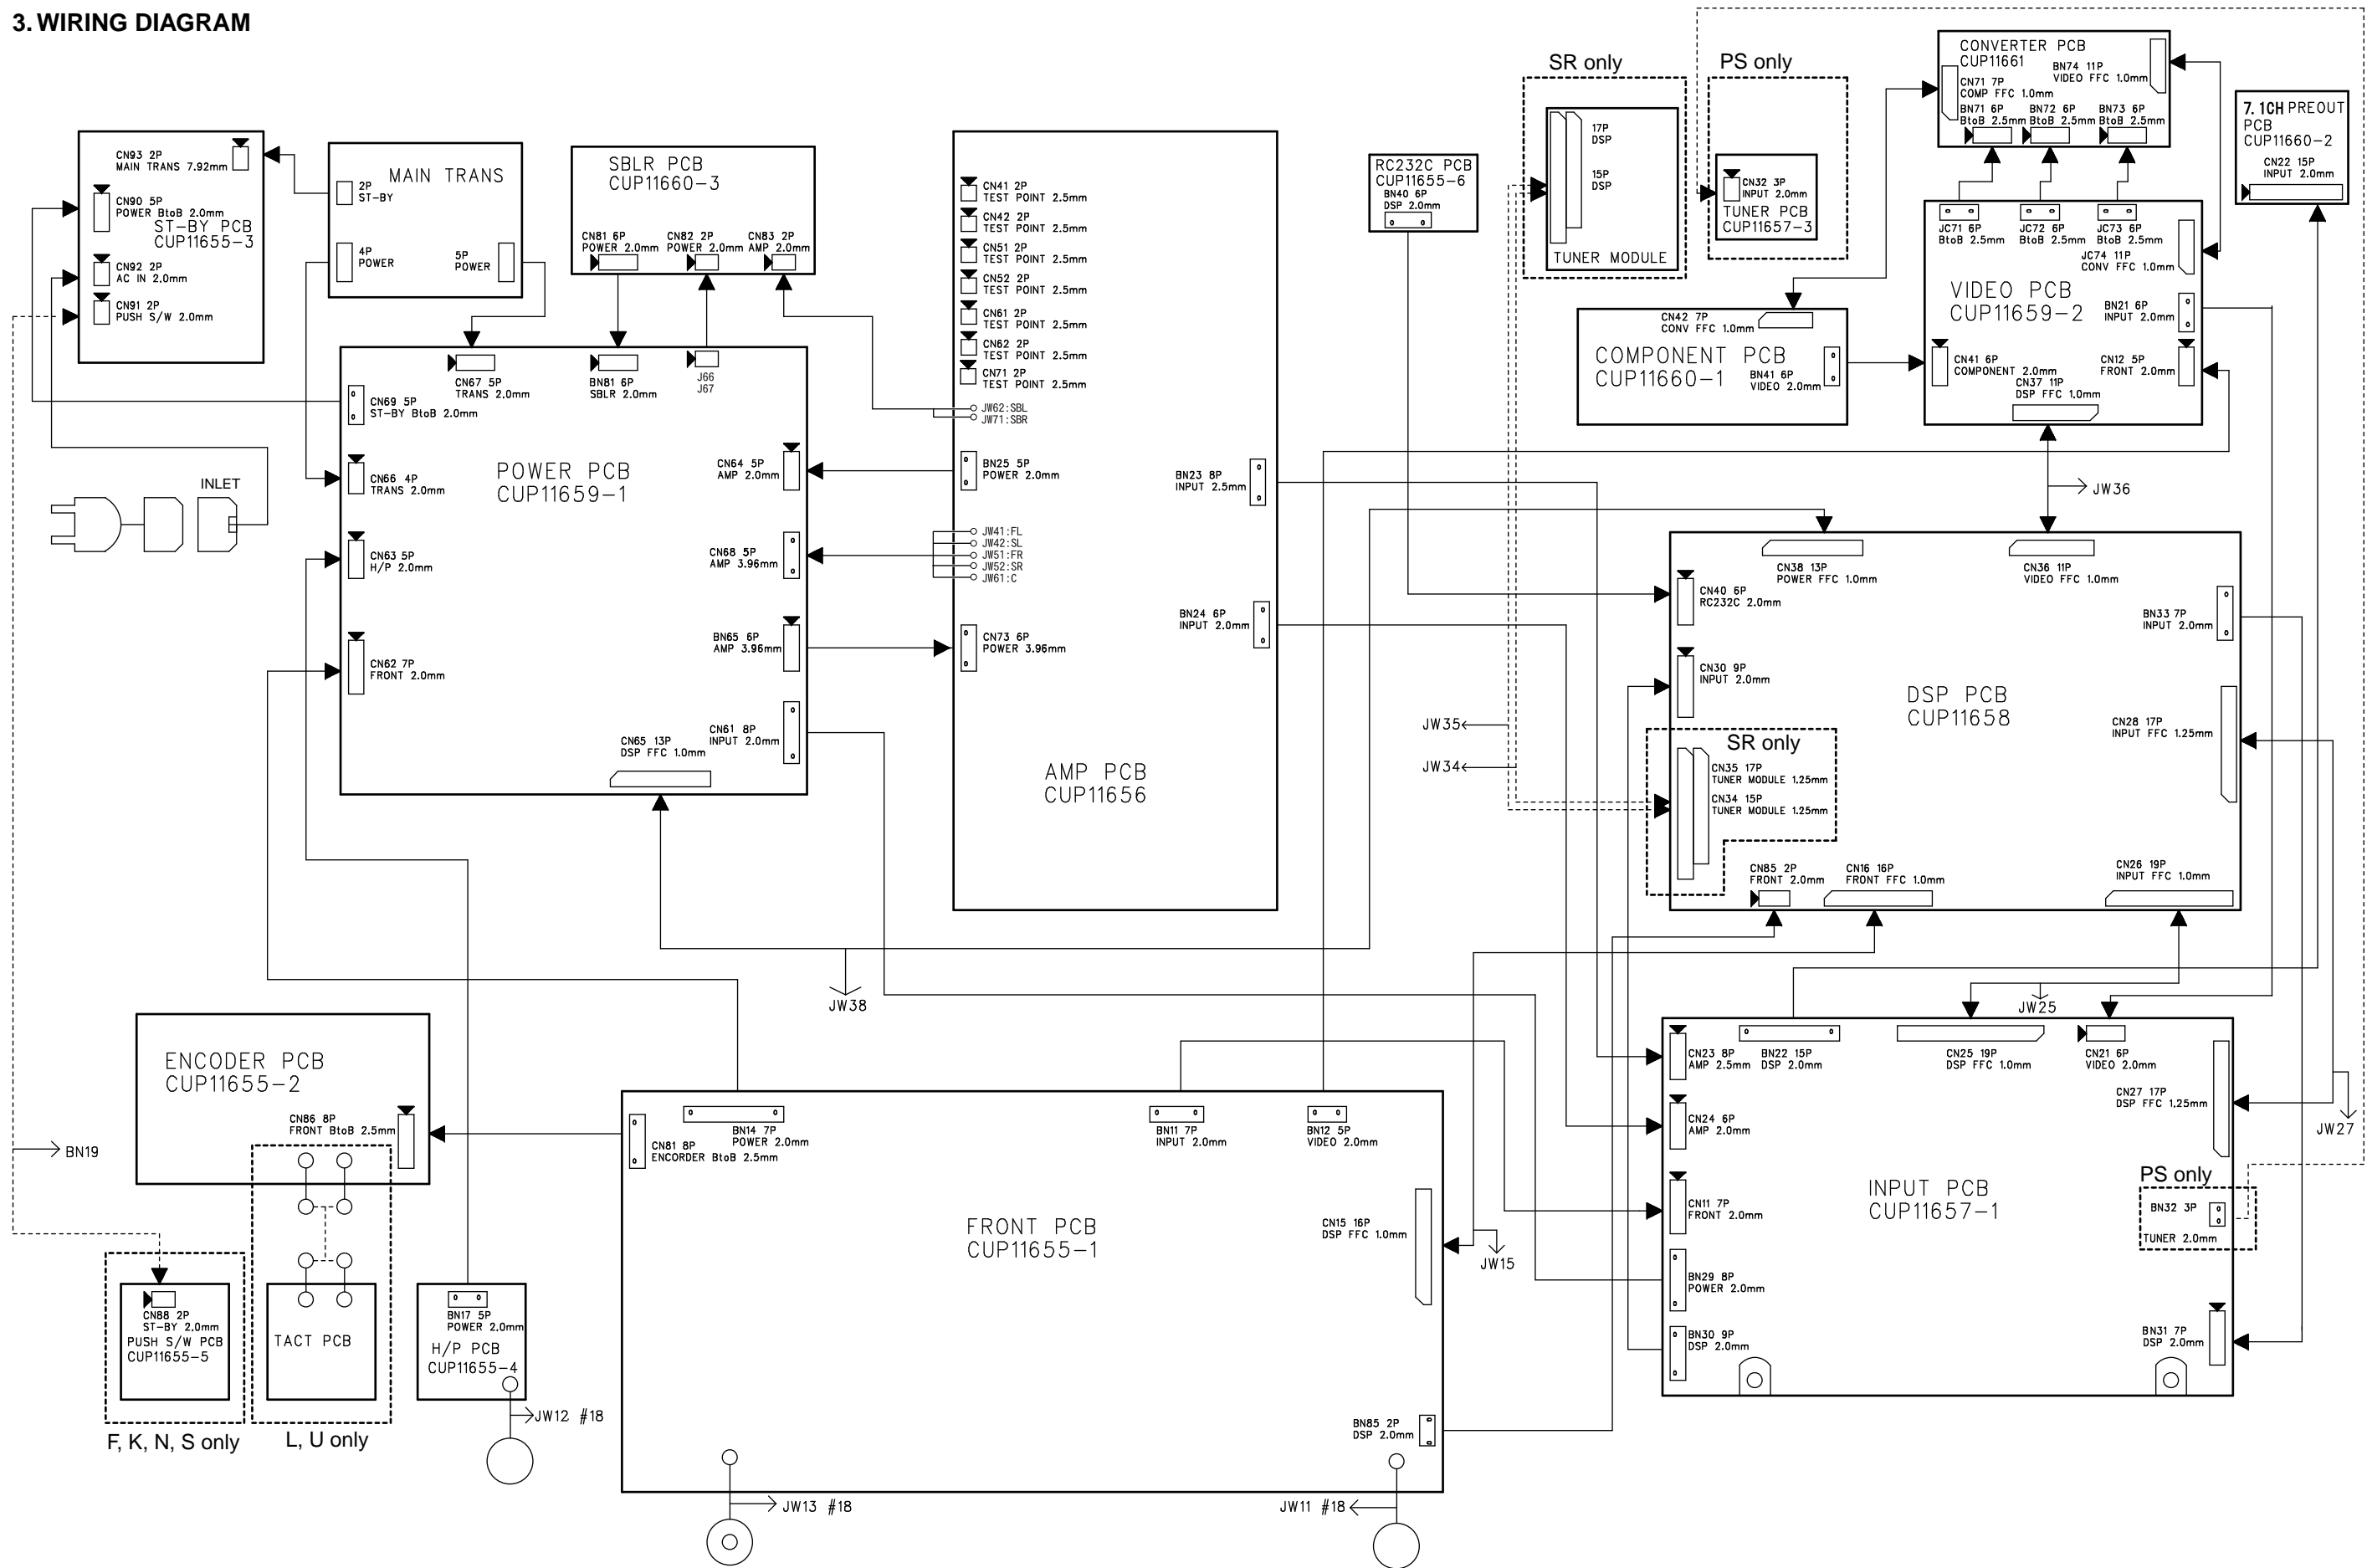 3. WIRING DIAGRAM
CN93 2P
MAIN TRANS 7.92mm
CN90 5P
POWER BtoB 2.0mm
ST-BY PCB
CUP11655-3
CN92 2P
AC IN 2.0mm
CN91 2P
PUSH S/W 2.0mm
MAIN TRANS
2P
ST-BY
4P
POWER
5P
POWER
SBLR PCB
CUP11660-3
CN81 6P
POWER 2.0mm
CN82 2P
POWER 2.0mm
CN83 2P
AMP 2.0mm
INLET
POWER PCB
CUP11659-1
CN67 5P
TRANS 2.0mm
BN81 6P
SBLR 2.0mm
J66
J67
CN69 5P
ST-BY BtoB 2.0mm
CN66 4P
TRANS 2.0mm
CN63 5P
H/P 2.0mm
CN62 7P
FRONT 2.0mm
CN64 5P
AMP 2.0mm
CN68 5P
AMP 3.96mm
BN65 6P
AMP 3.96mm
CN61 8P
INPUT 2.0mm
CN65 13P
DSP FFC 1.0mm
CN41 2P
TEST POINT 2.5mm
CN42 2P
TEST POINT 2.5mm
CN51 2P
TEST POINT 2.5mm
CN52 2P
TEST POINT 2.5mm
CN61 2P
TEST POINT 2.5mm
CN62 2P
TEST POINT 2.5mm
CN71 2P
TEST POINT 2.5mm
JW62:SBL
JW71:SBR
BN25 5P
POWER 2.0mm
BN23 8P
INPUT 2.5mm
JW41:FL
JW42:SL
JW51:FR
JW52:SR
JW61:C
BN24 6P
INPUT 2.0mm
CN73 6P
POWER 3.96mm
AMP PCB
CUP11656
RC232C PCB
CUP11655-6
BN40 6P
DSP 2.0mm
SR only
17P
DSP
15P
DSP
TUNER MODULE
PS only
CN32 3P
INPUT 2.0mm
TUNER PCB
CUP11657-3
CONVERTER PCB
CUP11661
BN74 11P
VIDEO FFC 1.0mm
CN71 7P
COMP FFC 1.0mm
BN71 6P
BtoB 2.5mm
BN72 6P
BtoB 2.5mm
BN73 6P
BtoB 2.5mm
7.1CH PREOUT
PCB
CUP11660-2
CN22 15P
INPUT 2.0mm
JC71 6P
BtoB 2.5mm
JC72 6P
BtoB 2.5mm
JC73 6P
BtoB 2.5mm
JC74 11P
CONV FFC 1.0mm
VIDEO PCB
CUP11659-2
BN21 6P
INPUT 2.0mm
CN41 6P
COMPONENT 2.0mm
CN12 5P
FRONT 2.0mm
CN37 11P
DSP FFC 1.0mm
CN42 7P
CONV FFC 1.0mm
COMPONENT PCB
CUP11660-1
BN41 6P
VIDEO 2.0mm
JW36
CN38 13P
POWER FFC 1.0mm
CN36 11P
VIDEO FFC 1.0mm
CN40 6P
RC232C 2.0mm
BN33 7P
INPUT 2.0mm
CN30 9P
INPUT 2.0mm
DSP PCB
CUP11658
CN28 17P
INPUT FFC 1.25mm
JW35
JW34
SR only
CN35 17P
TUNER MODULE 1.25mm
CN34 15P
TUNER MODULE 1.25mm
CN85 2P
FRONT 2.0mm
CN16 16P
FRONT FFC 1.0mm
CN26 19P
INPUT FFC 1.0mm
JW38
JW25
ENCODER PCB
CUP11655-2
CN86 8P
FRONT BtoB 2.5mm
BN19
CN88 2P
ST-BY 2.0mm
PUSH S/W PCB
CUP11655-5
F, K, N, S only
TACT PCB
L, U only
BN17 5P
POWER 2.0mm
H/P PCB
CUP11655-4
JW12 #18
CN81 8P
ENCORDER BtoB 2.5mm
BN14 7P
POWER 2.0mm
BN11 7P
INPUT 2.0mm
BN12 5P
VIDEO 2.0mm
FRONT PCB
CUP11655-1
CN15 16P
DSP FFC 1.0mm
JW15
BN85 2P
DSP 2.0mm
JW13 #18
JW11 #18
CN23 8P
AMP 2.5mm
BN22 15P
DSP 2.0mm
CN25 19P
DSP FFC 1.0mm
CN21 6P
VIDEO 2.0mm
CN27 17P
DSP FFC 1.25mm
JW27
CN24 6P
AMP 2.0mm
INPUT PCB
CUP11657-1
PS only
BN32 3P
TUNER 2.0mm
CN11 7P
FRONT 2.0mm
BN29 8P
POWER 2.0mm
BN30 9P
DSP 2.0mm
BN31 7P
DSP 2.0mm